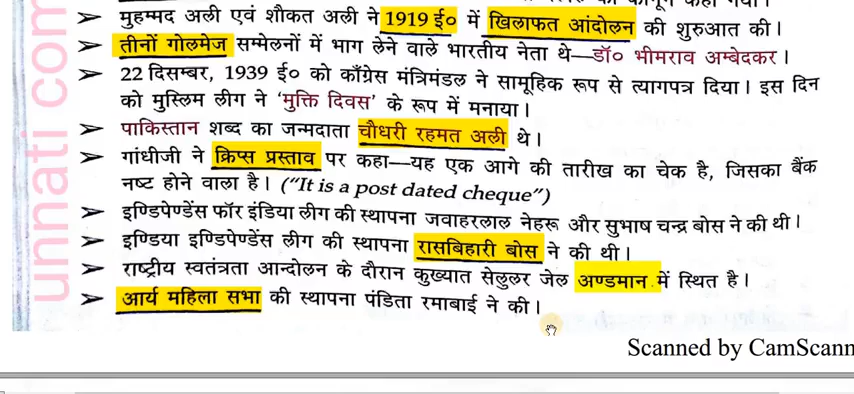 ➢ मुहम्मद अली एवं शौकत अली ने 1919 ई० में खिलाफत आंदोलन की शुरुआत की।
➢ तीनों गोलमेज सम्मेलनों में भाग लेने वाले भारतीय नेता थे—डॉ० भीमराव अम्बेदकर।
➢ 22 दिसम्बर, 1939 ई० को काँग्रेस मंत्रिमंडल ने सामूहिक रूप से त्यागपत्र दिया। इस दिन
को मुस्लिम लीग ने 'मुक्ति दिवस' के रूप में मनाया।
➢ पाकिस्तान शब्द का जन्मदाता चौधरी रहमत अली थे।
➢ गांधीजी ने क्रिप्स प्रस्ताव पर कहा—यह एक आगे की तारीख का चेक है, जिसका बैंक
नष्ट होने वाला है। ("It is a post dated cheque")
➢ इण्डिपेण्डेंस फॉर इंडिया लीग की स्थापना जवाहरलाल नेहरू और सुभाष चन्द्र बोस ने की थी।
➢ इण्डिया इण्डिपेण्डेंस लीग की स्थापना रासबिहारी बोस ने की थी।
➢ राष्ट्रीय स्वतंत्रता आन्दोलन के दौरान कुख्यात सेलुलर जेल अण्डमान में स्थित है।
➢ आर्य महिला सभा की स्थापना पंडिता रमाबाई ने की।
unnati com
Scanned by CamScann